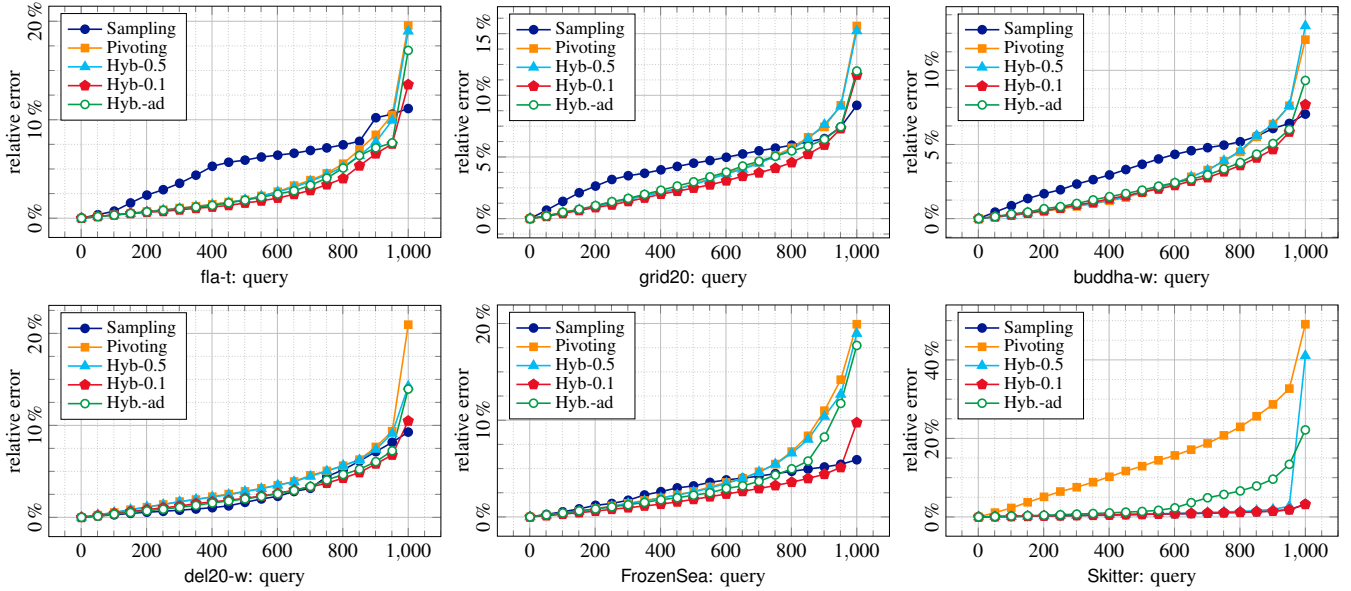 relative error
20 %
10 %
0 %
Sampling
Pivoting
Hyb-0.5
Hyb-0.1
Hyb.-ad
0 200 400 600 800 1,000
fla-t: query
relative error
15 %
10 %
5 %
0 %
Sampling
Pivoting
Hyb-0.5
Hyb-0.1
Hyb.-ad
0 200 400 600 800 1,000
grid20: query
relative error
10 %
5 %
0 %
Sampling
Pivoting
Hyb-0.5
Hyb-0.1
Hyb.-ad
0 200 400 600 800 1,000
buddha-w: query
relative error
20 %
10 %
0 %
Sampling
Pivoting
Hyb-0.5
Hyb-0.1
Hyb.-ad
0 200 400 600 800 1,000
del20-w: query
relative error
20 %
10 %
0 %
Sampling
Pivoting
Hyb-0.5
Hyb-0.1
Hyb.-ad
0 200 400 600 800 1,000
FrozenSea: query
relative error
40 %
20 %
0 %
Sampling
Pivoting
Hyb-0.5
Hyb-0.1
Hyb.-ad
0 200 400 600 800 1,000
Skitter: query